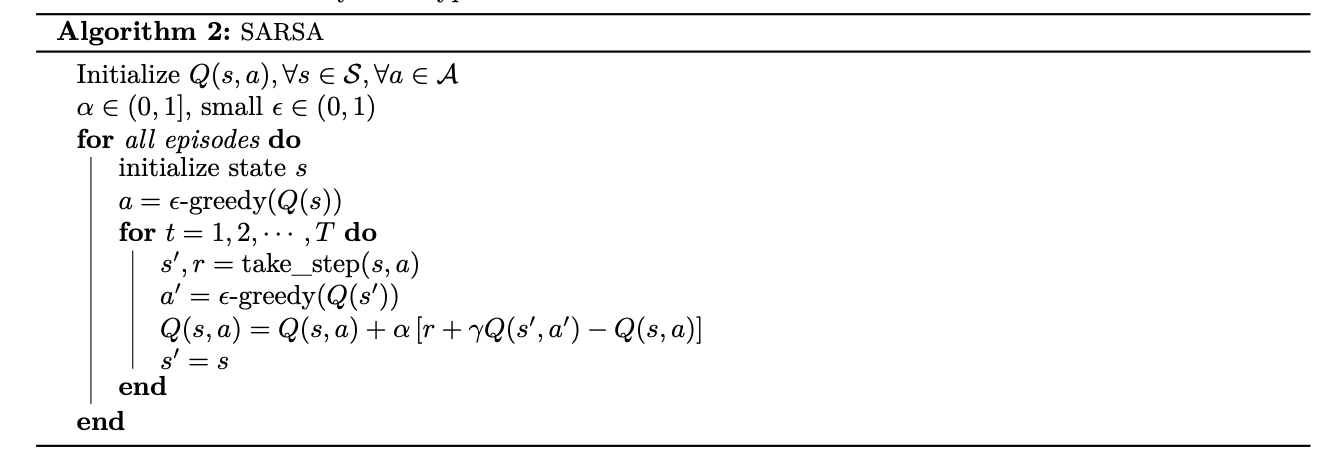 Algorithm 2: SARSA
Initialize Q(s, a), ∀s ∈ 𝒮, ∀a ∈ 𝒜
α ∈ (0, 1], small ϵ ∈ (0, 1)
for all episodes do
initialize state s
a = ϵ-greedy(Q(s))
for t = 1, 2, ⋯ , T do
s′, r = take_step(s, a)
a′ = ϵ-greedy(Q(s′))
Q(s, a) = Q(s, a) + α [r + γQ(s′, a′) − Q(s, a)]
s′ = s
end
end